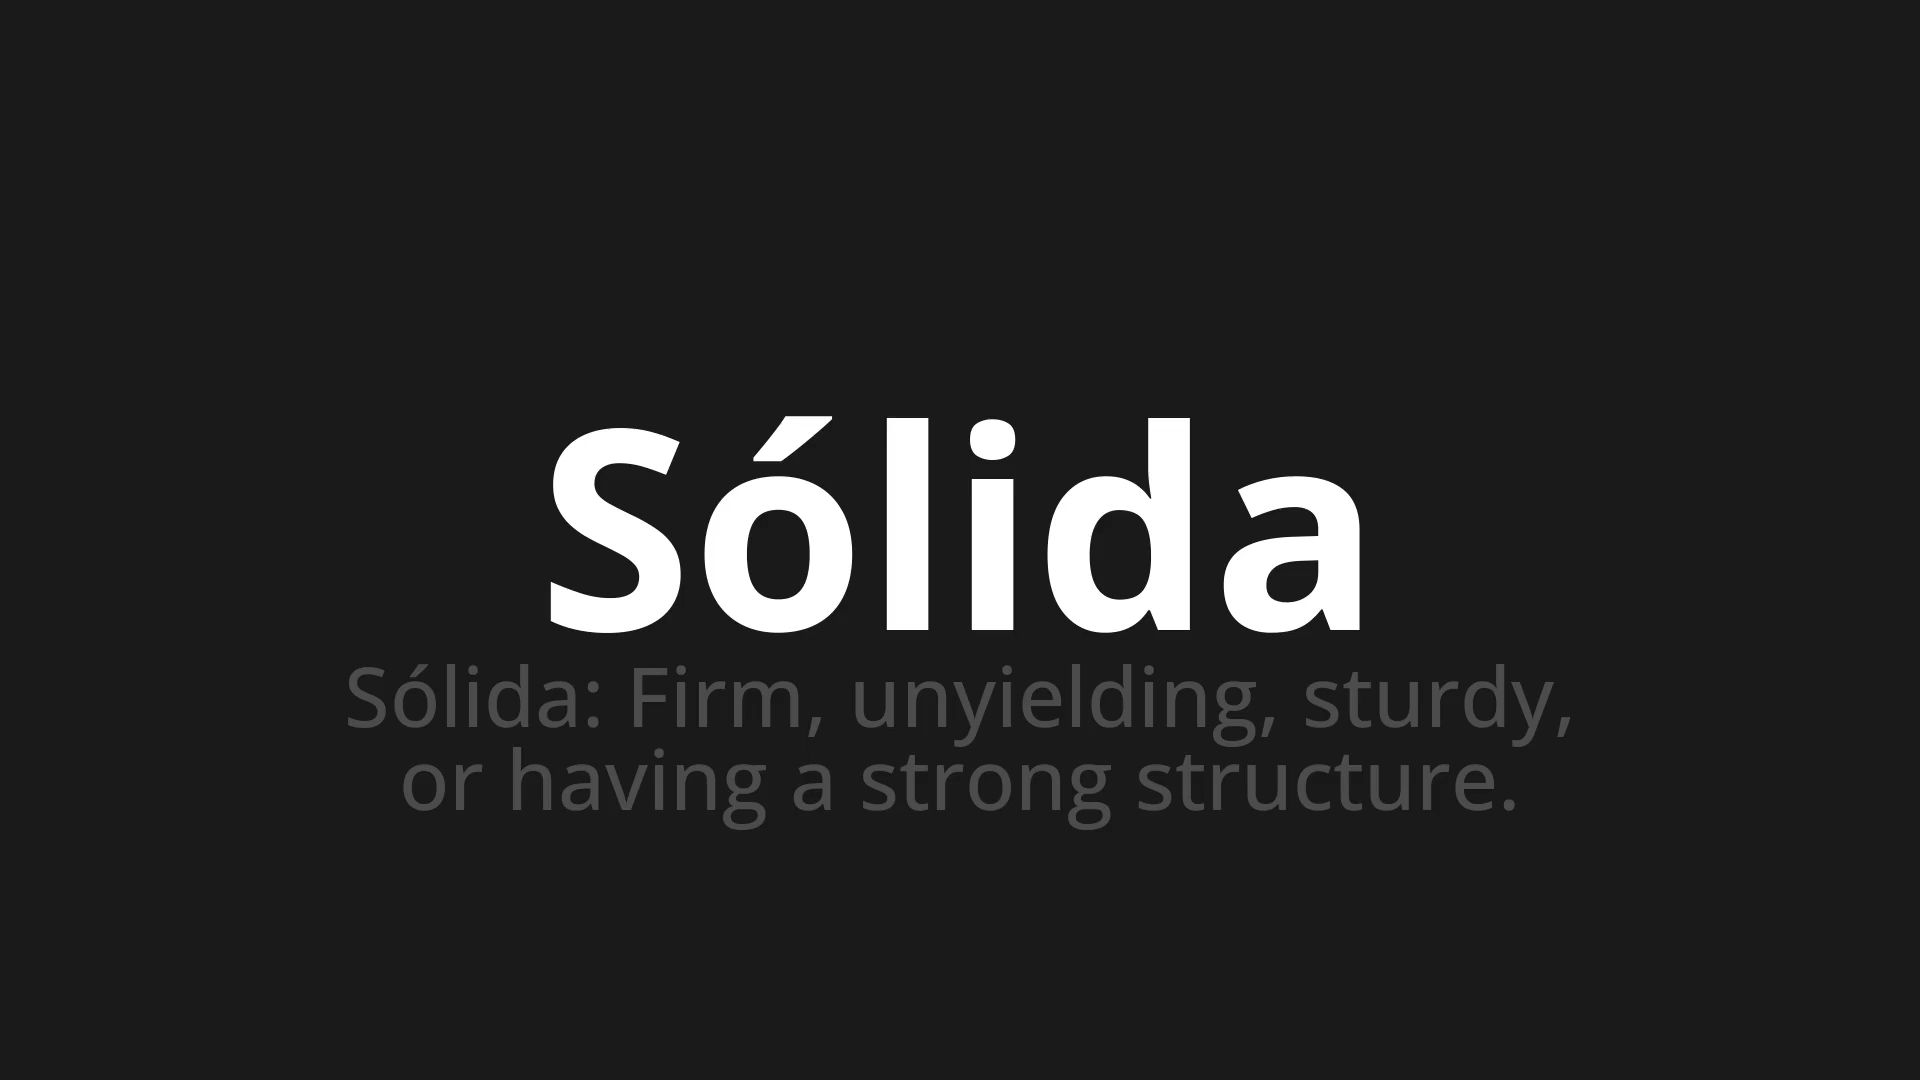 Sólida
Sólida: Firm, unyielding, sturdy,
or having a strong structure.